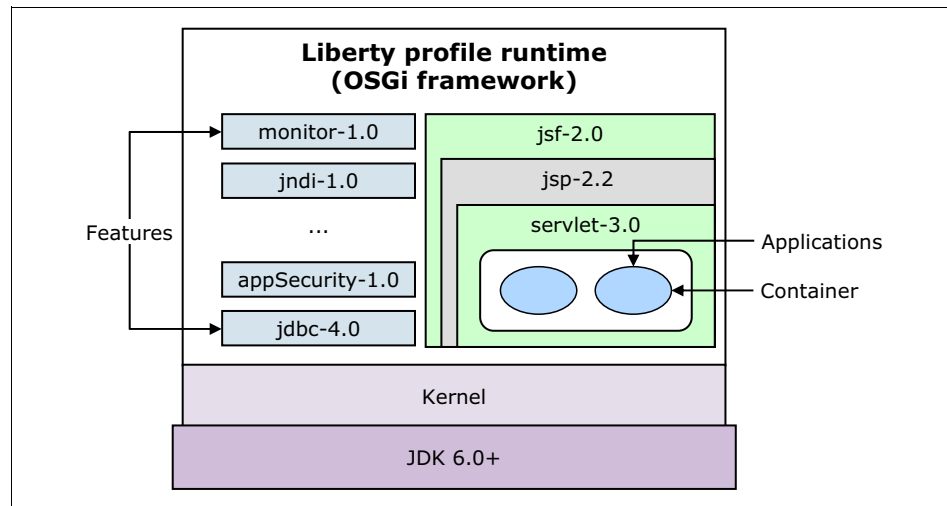 Liberty profile runtime
(OSGi framework)
monitor-1.0
jndi-1.0
...
appSecurity-1.0
jdbc-4.0
Features
jsf-2.0
jsp-2.2
servlet-3.0
Applications
Container
Kernel
JDK 6.0+